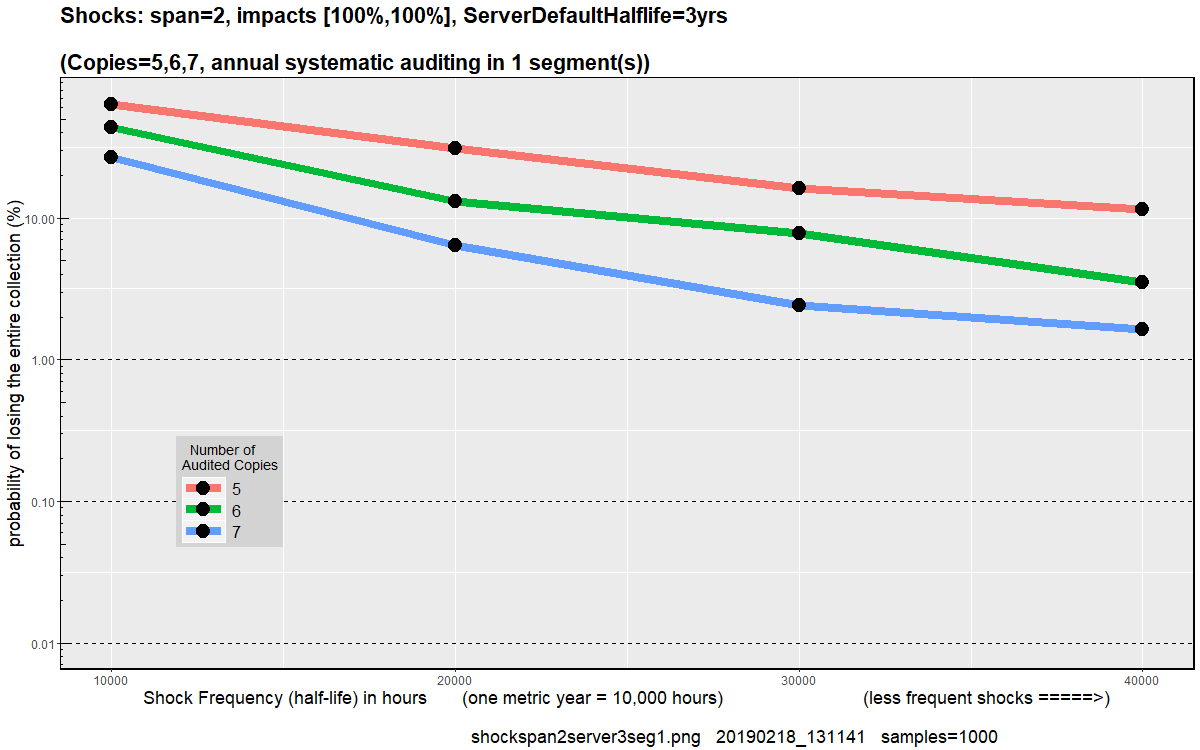 Shocks: span=2, impacts [100%,100%], ServerDefaultHalflife=3yrs
(Copies=5,6,7, annual systematic auditing in 1 segment(s))
probability of losing the entire collection (%)
10.00
1.00
0.10
0.01
Number of
Audited Copies
5
6
7
10000 20000 30000 40000
Shock Frequency (half-life) in hours (one metric year = 10,000 hours) (less frequent shocks =====>)
shockspan2server3seg1.png 20190218_131141 samples=1000